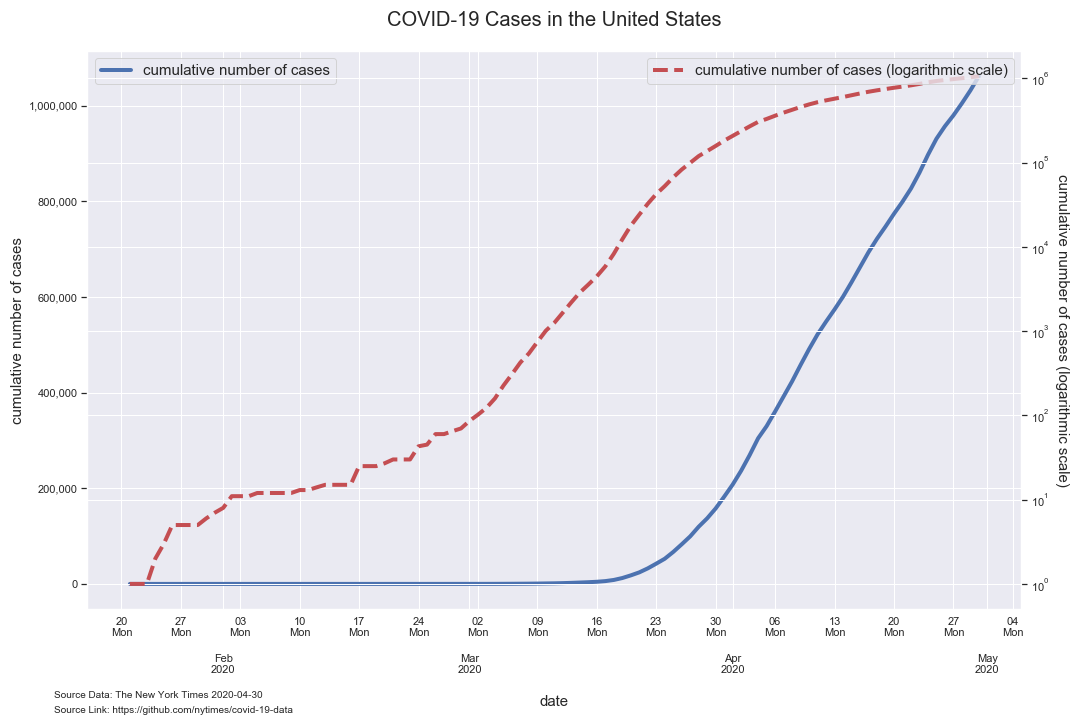 COVID-19 Cases in the United States
cumulative number of cases
cumulative number of cases (logarithmic scale)
cumulative number of cases
1,000,000
800,000
600,000
400,000
200,000
0
10⁶
10⁵
10⁴
10³
10²
10¹
10⁰
cumulative number of cases (logarithmic scale)
20 27 03 10 17 24 02 09 16 23 30 06 13 20 27 04
Mon Mon Mon Mon Mon Mon Mon Mon Mon Mon Mon Mon Mon Mon Mon Mon
Feb Mar Apr May
2020 2020 2020 2020
date
Source Data: The New York Times 2020-04-30
Source Link: https://github.com/nytimes/covid-19-data